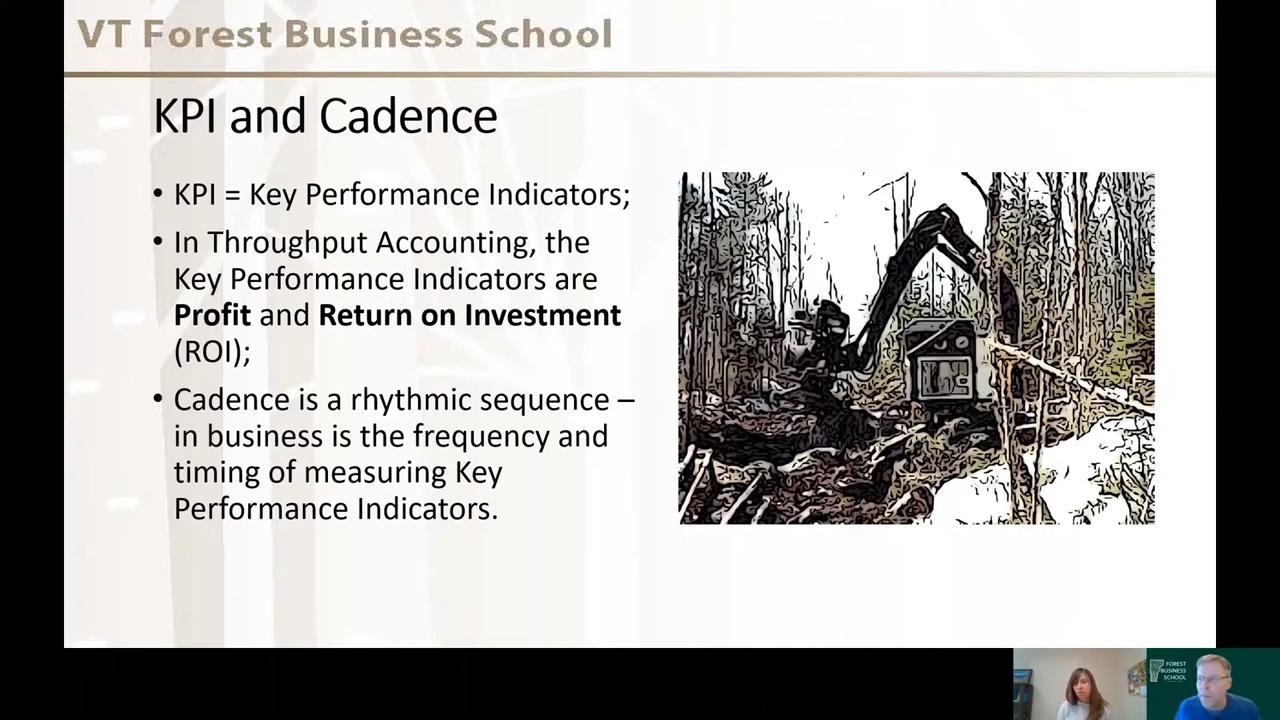 VT Forest Business School
KPI and Cadence
• KPI = Key Performance Indicators;
• In Throughput Accounting, the
Key Performance Indicators are
Profit and Return on Investment
(ROI);
• Cadence is a rhythmic sequence –
in business is the frequency and
timing of measuring Key
Performance Indicators.
FOREST
BUSINESS
SCHOOL